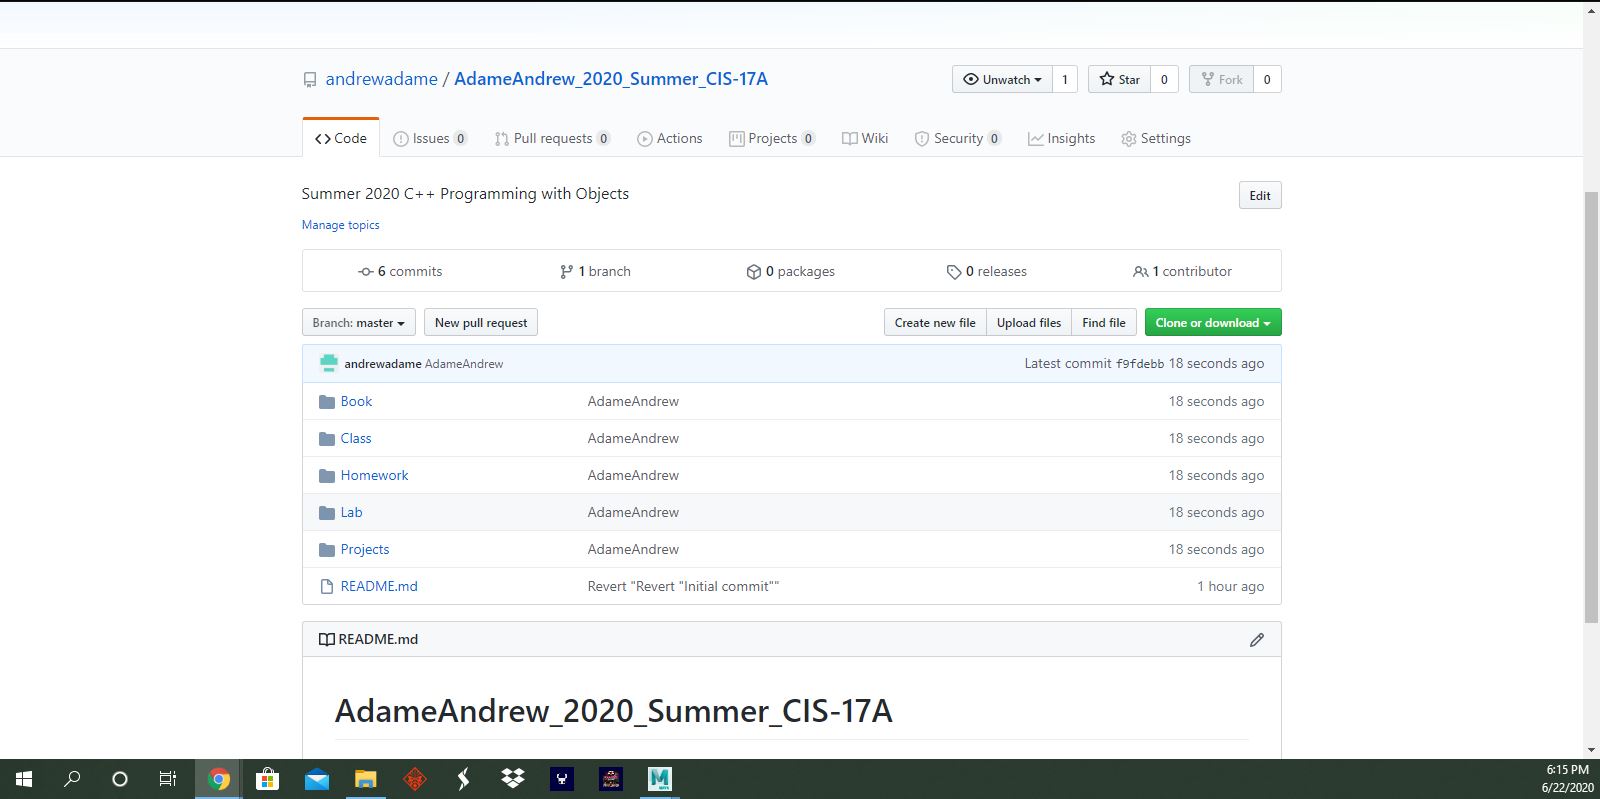 andrewadame / AdameAndrew_2020_Summer_CIS-17A
Unwatch 1 Star 0 Fork 0
Code Issues 0 Pull requests 0 Actions Projects 0 Wiki Security 0 Insights Settings
Summer 2020 C++ Programming with Objects
Edit
Manage topics
6 commits 1 branch 0 packages 0 releases 1 contributor
Branch: master New pull request Create new file Upload files Find file Clone or download
andrewadame AdameAndrew Latest commit f9fdebb 18 seconds ago
Book AdameAndrew 18 seconds ago
Class AdameAndrew 18 seconds ago
Homework AdameAndrew 18 seconds ago
Lab AdameAndrew 18 seconds ago
Projects AdameAndrew 18 seconds ago
README.md Revert "Revert "Initial commit"" 1 hour ago
README.md
AdameAndrew_2020_Summer_CIS-17A
6:15 PM
6/22/2020